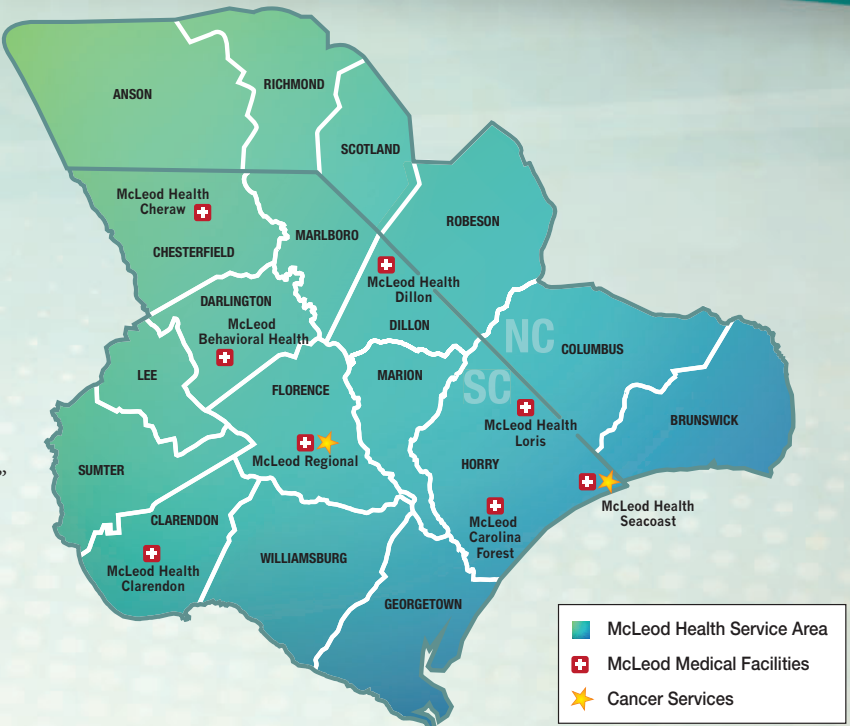 ANSON
RICHMOND
SCOTLAND
McLeod Health
Cheraw
CHESTERFIELD
MARLBORO
ROBESON
McLeod Health
Dillon
DILLON
DARLINGTON
McLeod
Behavioral Health
LEE
FLORENCE
MARION
NC
SC
COLUMBUS
BRUNSWICK
McLeod Health
Loris
McLeod Regional
HORRY
SUMTER
”
McLeod Health
Seacoast
CLARENDON
McLeod
Carolina
Forest
McLeod Health
Clarendon
WILLIAMSBURG
GEORGETOWN
McLeod Health Service Area
McLeod Medical Facilities
Cancer Services